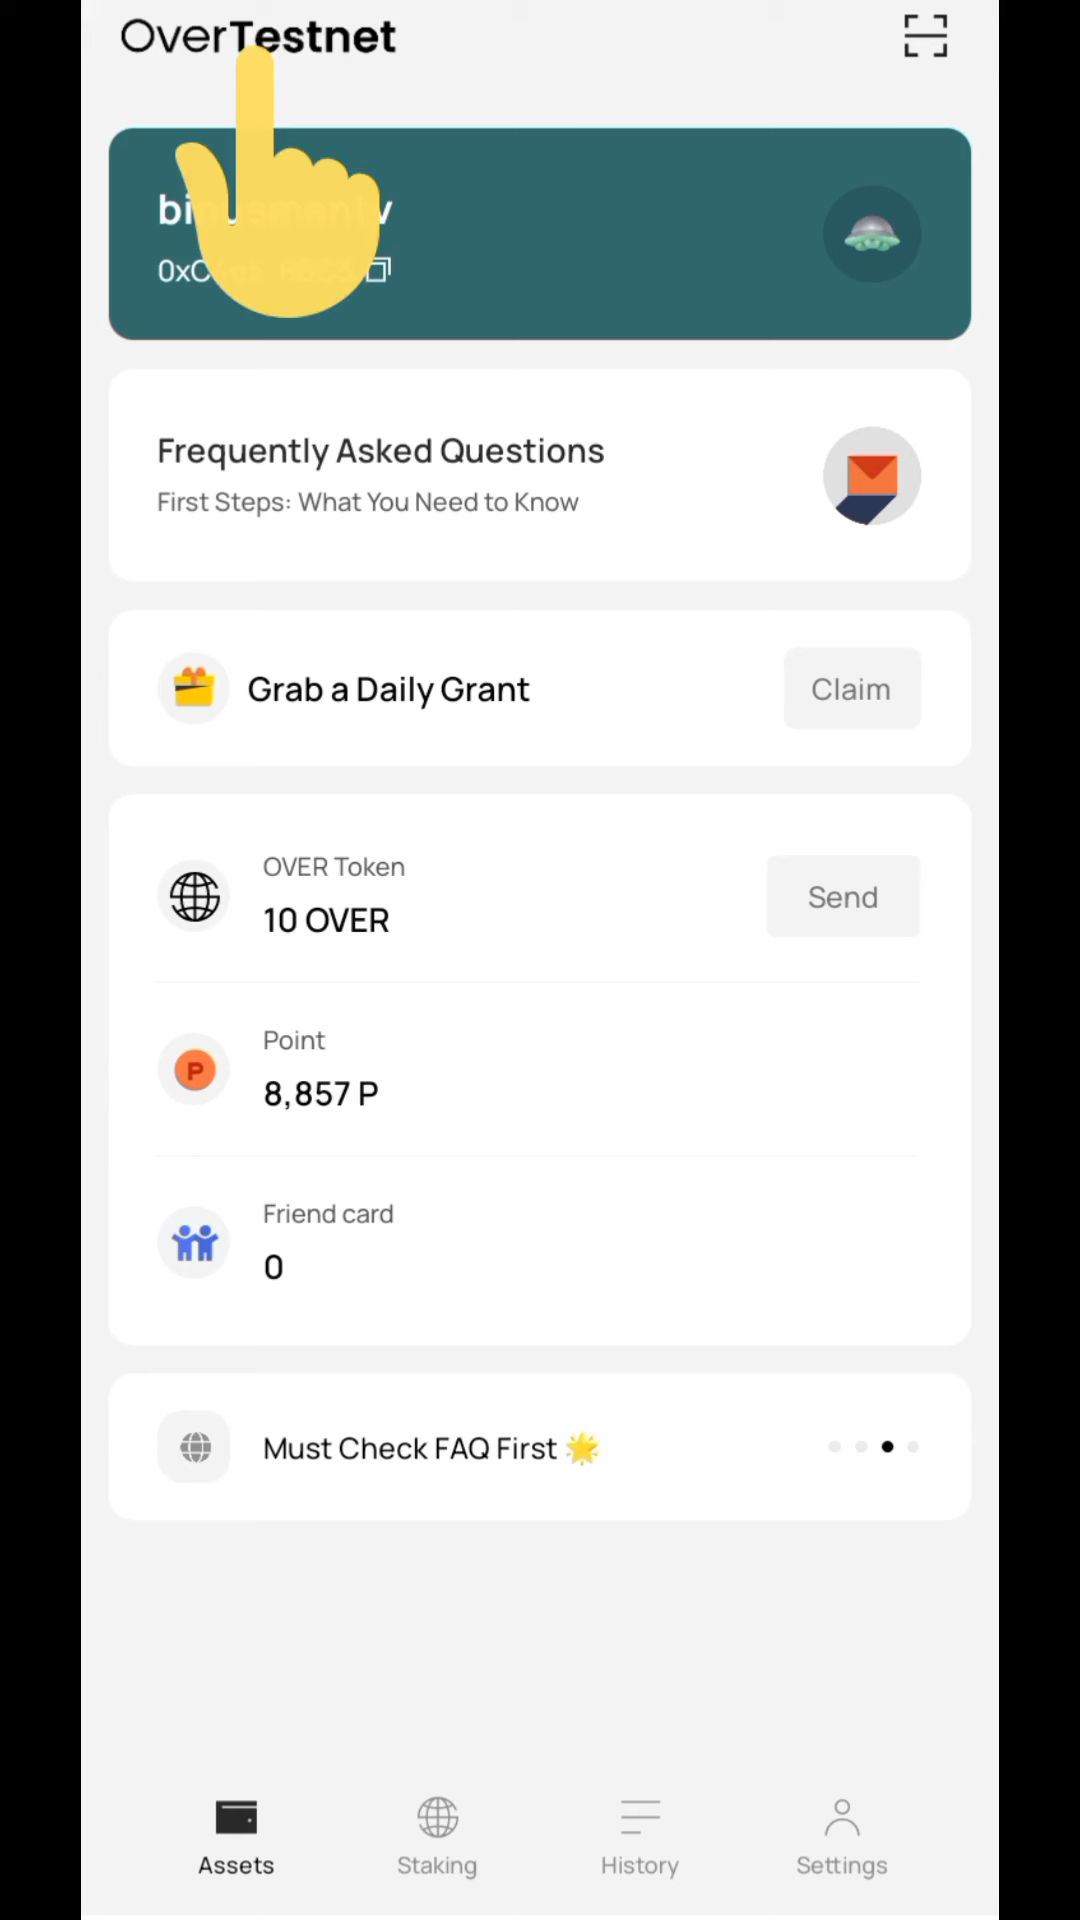 OverTestnet
Frequently Asked Questions
First Steps: What You Need to Know
Grab a Daily Grant
Claim
OVER Token
10 OVER
Send
P
Point
8,857 P
Friend card
0
Must Check FAQ First 🌟
Assets
Staking
History
Settings